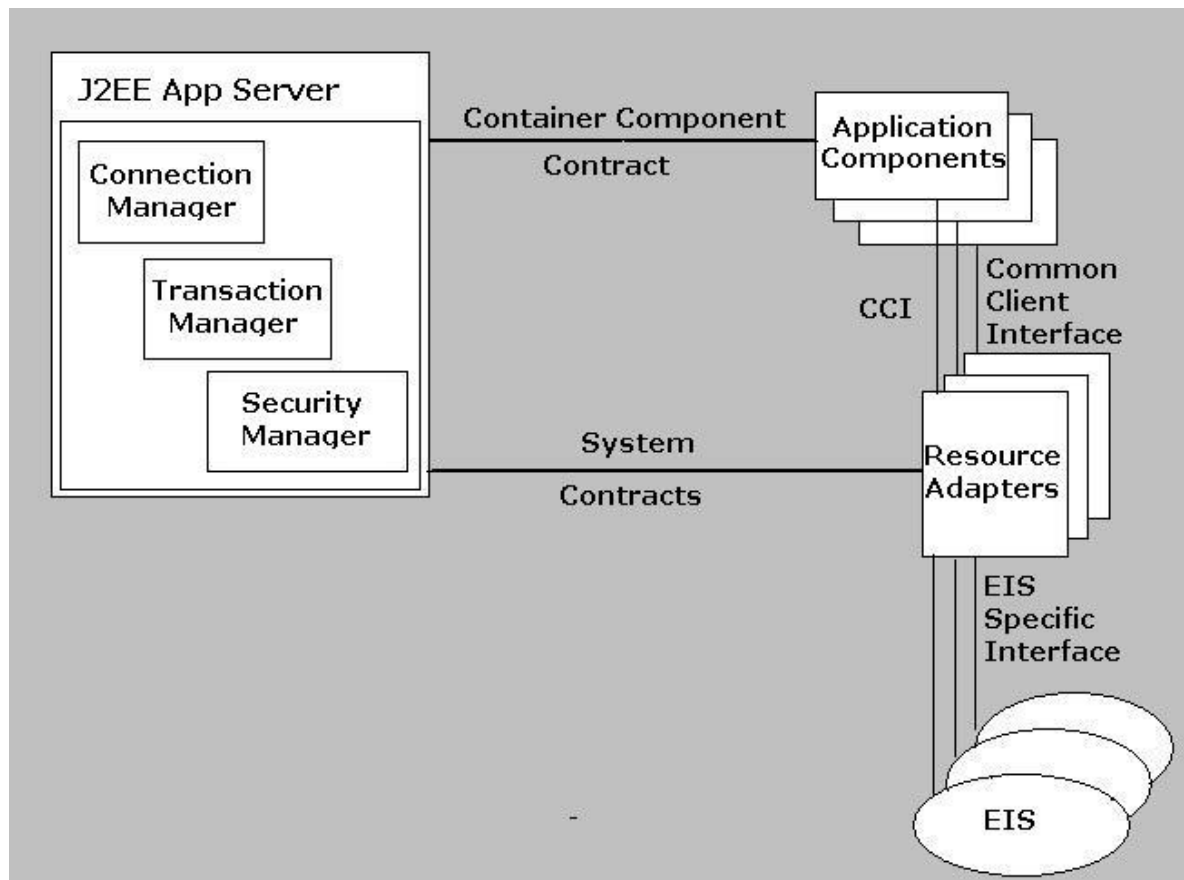 J2EE App Server
Connection
Manager
Transaction
Manager
Security
Manager
Container Component
Contract
Application
Components
CCI
Common
Client
Interface
System
Contracts
Resource
Adapters
EIS
Specific
Interface
EIS
-